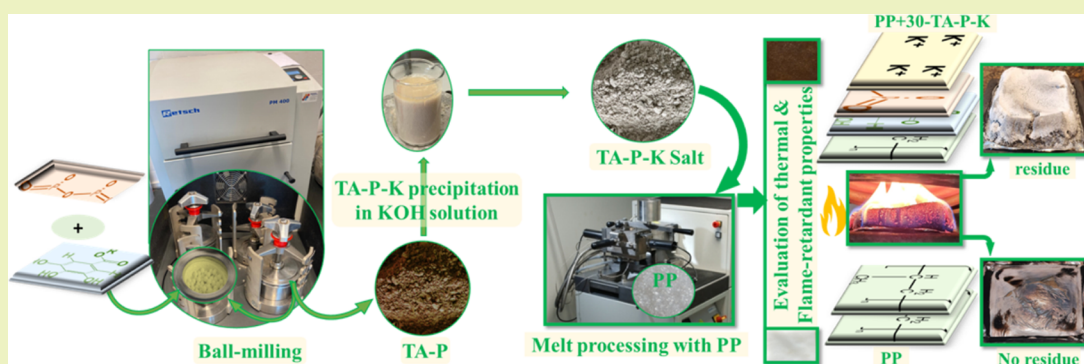 Retsch
PM 400
+
Ball-milling
TA-P-K precipitation
in KOH solution
TA-P
TA-P-K Salt
PP
Melt processing with PP
Evaluation of thermal &
Flame-retardant properties
PP+30-TA-P-K
K+ K+
K+ K+
residue
PP
No residue